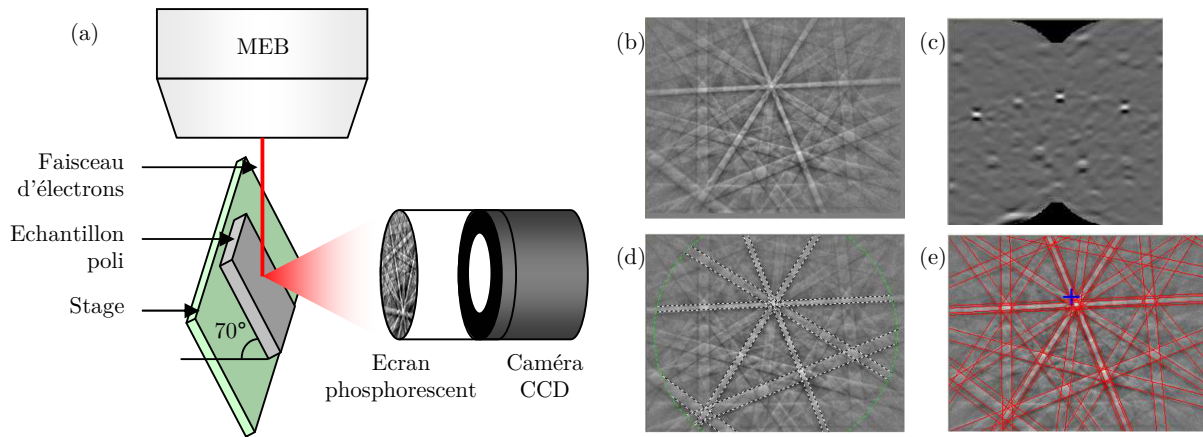 (a)
MEB
Faisceau
d'électrons
Echantillon
poli
Stage
70°
Ecran
phosphorescent
Caméra
CCD
(b)
(c)
(d)
(e)